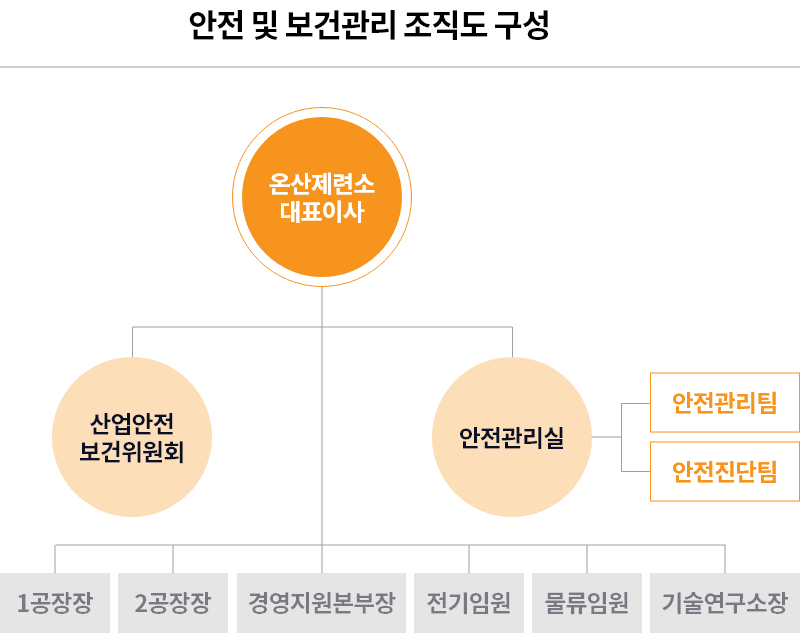 안전 및 보건관리 조직도 구성
온산제련소
대표이사
산업안전
보건위원회
안전관리실
안전관리팀
안전진단팀
1공장장
2공장장
경영지원본부장
전기임원
물류임원
기술연구소장